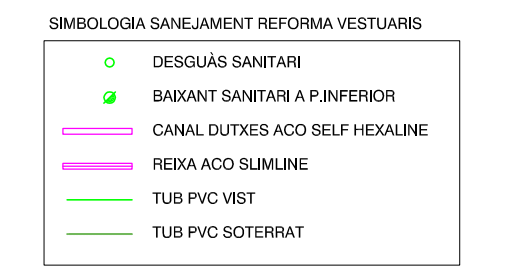 SIMBOLOGIA SANEJAMENT REFORMA VESTUARIS
DESGUÀS SANITARI
BAIXANT SANITARI A P.INFERIOR
CANAL DUTXES ACO SELF HEXALINE
REIXA ACO SLIMLINE
TUB PVC VIST
TUB PVC SOTERRAT